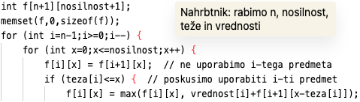 int f[n+1][nosilnost+1];
memset(f,0,sizeof(f));
for (int i=n-1;i>=0;i--) {
for (int x=0;x<=nosilnost;x++) {
f[i][x] = f[i+1][x]; // ne uporabimo i-tega predmeta
if (teza[i]<=x) { // poskusimo uporabiti i-ti predmet
f[i][x] = max(f[i][x], vrednost[i]+f[i+1][x-teza[i]]);
Nahrbtnik: rabimo n, nosilnost,
teže in vrednosti